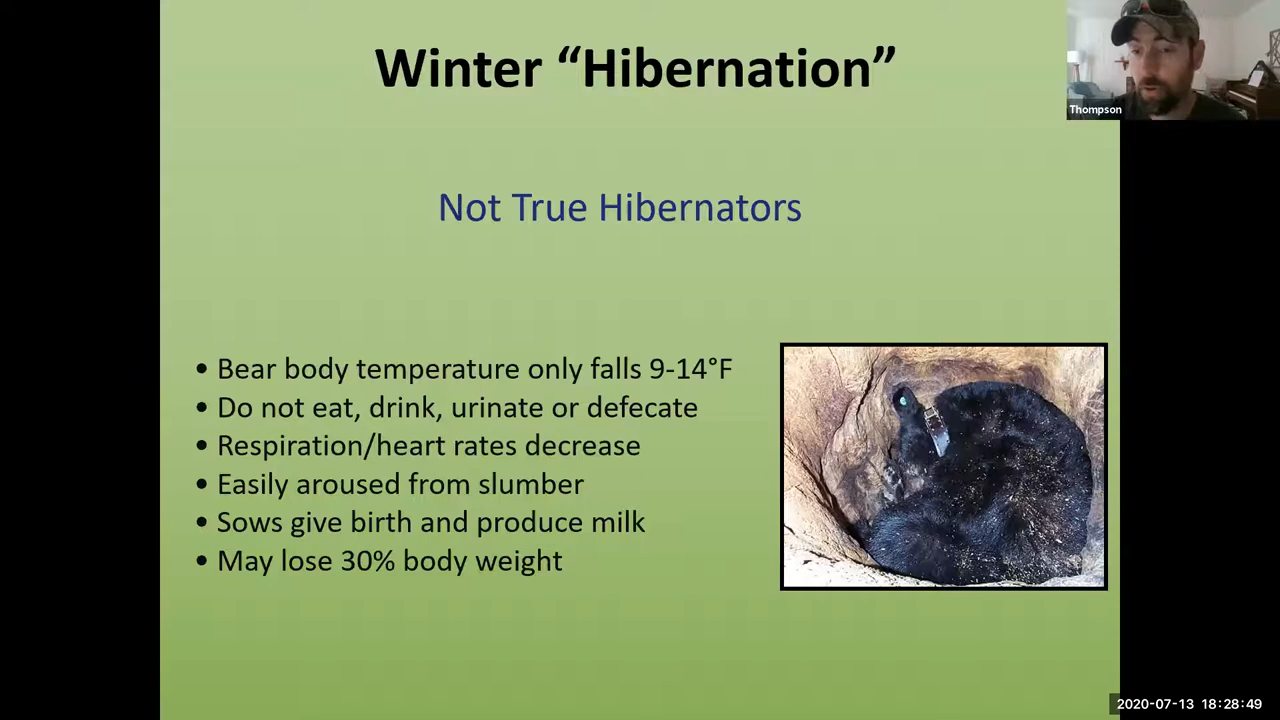 Winter “Hibernation”
Thompson
Not True Hibernators
• Bear body temperature only falls 9-14°F
• Do not eat, drink, urinate or defecate
• Respiration/heart rates decrease
• Easily aroused from slumber
• Sows give birth and produce milk
• May lose 30% body weight
2020-07-13 18:28:49